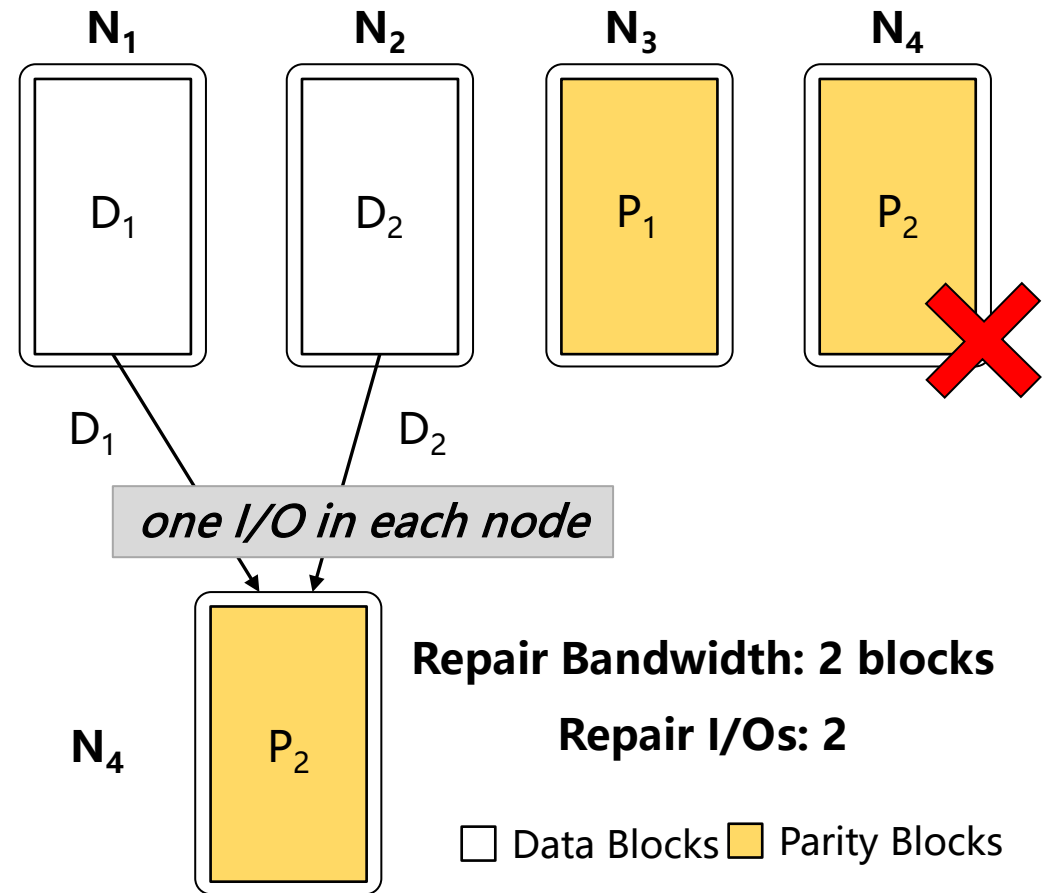 N₁ N₂ N₃ N₄
D₁ D₂ P₁ P₂
D₁ D₂
one I/O in each node
Repair Bandwidth: 2 blocks
Repair I/Os: 2
N₄ P₂
Data Blocks Parity Blocks